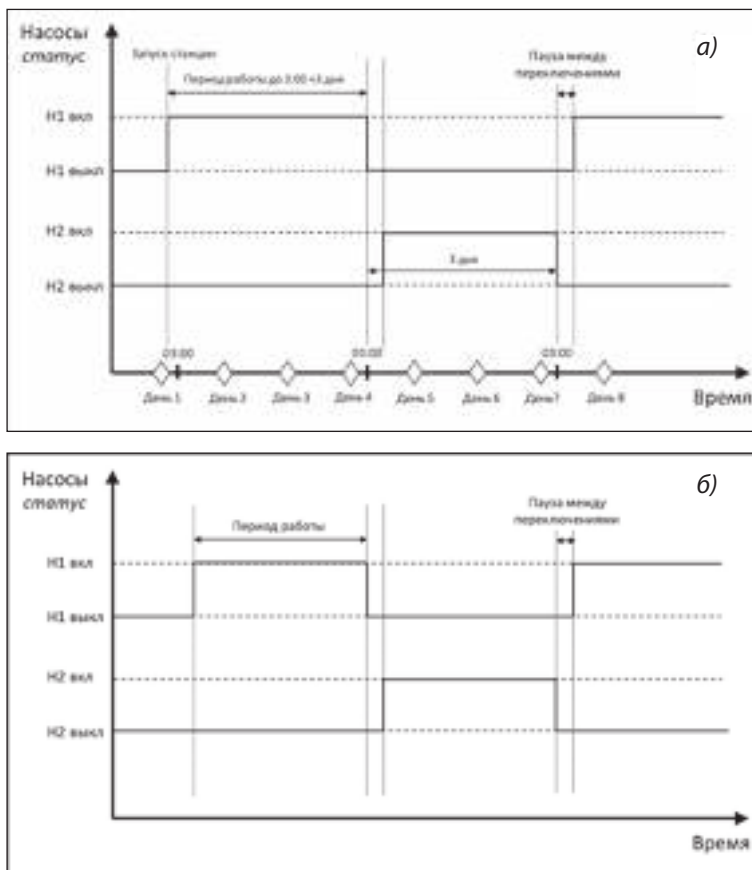 Насосы
статус
а)
Запуск станции
Период работы до 3:00 +3 дня
Пауза между
переключениями
Н1 вкл
Н1 выкл
Н2 вкл
3 дня
Н2 выкл
03:00
03:00
День 1
День 2
День 3
День 4
День 5
День 6
День 7
День 8
Время
Насосы
статус
б)
Пауза между
переключениями
Период работы
Н1 вкл
Н1 выкл
Н2 вкл
Н2 выкл
Время